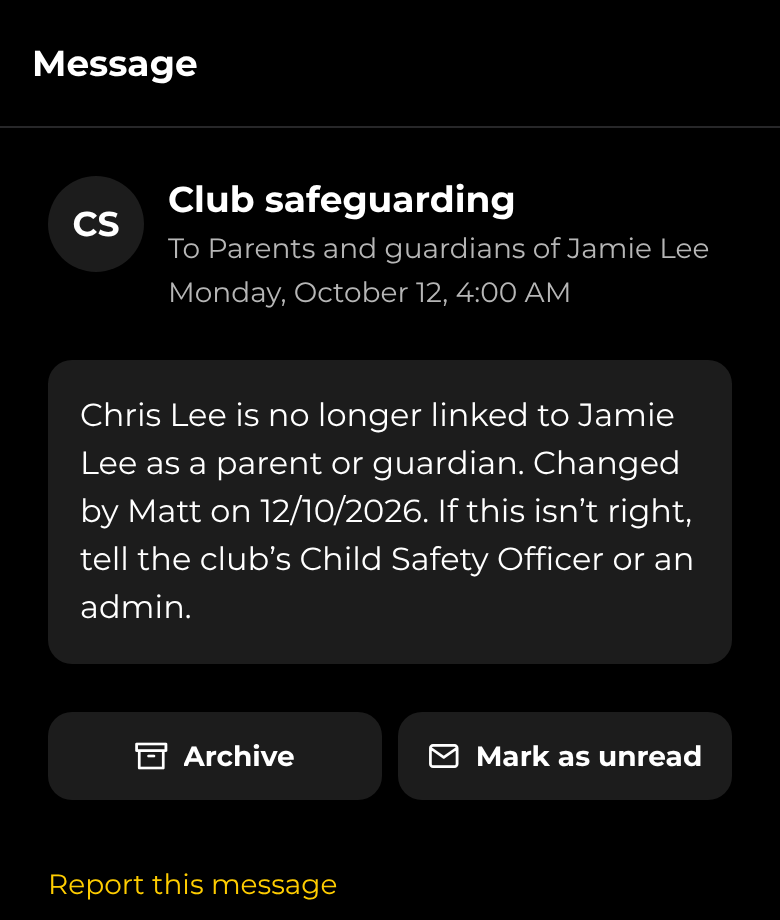 Message
CS
Club safeguarding
To Parents and guardians of Jamie Lee
Monday, October 12, 4:00 AM
Chris Lee is no longer linked to Jamie
Lee as a parent or guardian. Changed
by Matt on 12/10/2026. If this isn’t right,
tell the club’s Child Safety Officer or an
admin.
Archive
Mark as unread
Report this message